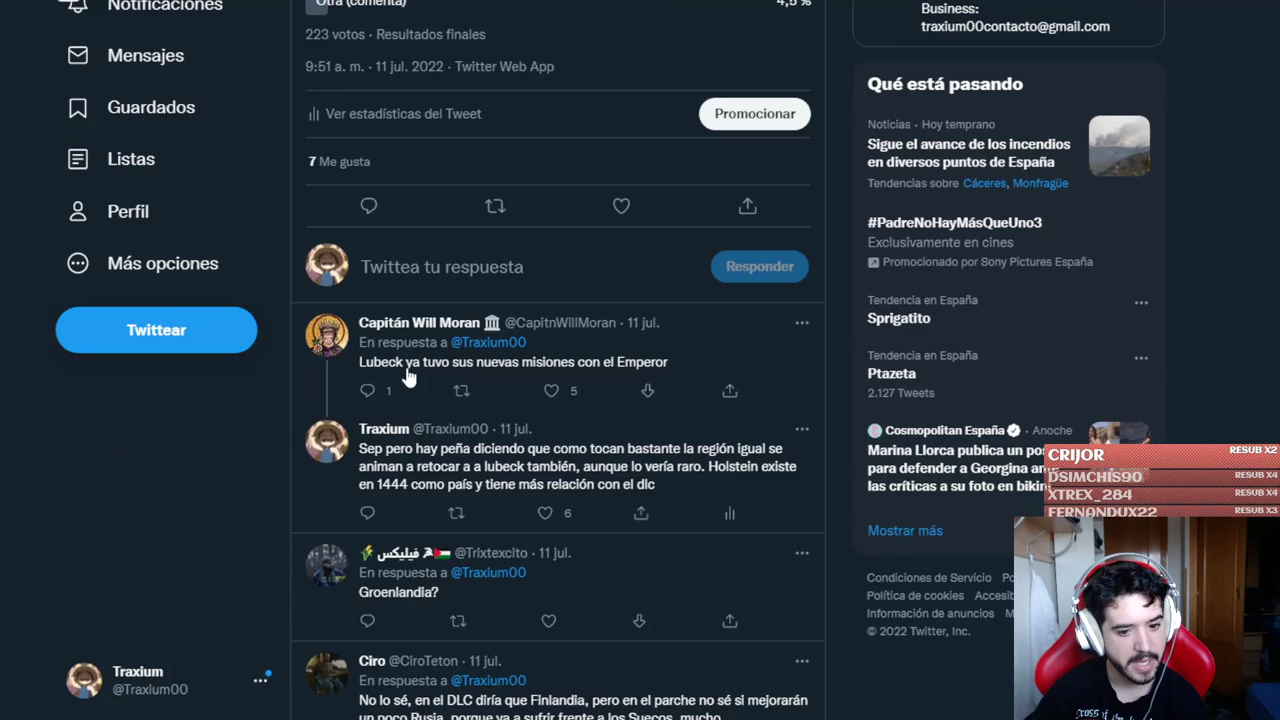 Notificaciones
Mensajes
Guardados
Listas
Perfil
Más opciones
Twittear
Traxium
@Traxium00
Otra (comenta)
4,5 %
223 votos · Resultados finales
9:51 a. m. · 11 jul. 2022 · Twitter Web App
Ver estadísticas del Tweet
Promocionar
7 Me gusta
Twittea tu respuesta
Responder
Capitán Will Moran 🏛 @CapitnWillMoran · 11 jul.
En respuesta a @Traxium00
Lubeck ya tuvo sus nuevas misiones con el Emperor
1
5
Traxium @Traxium00 · 11 jul.
Sep pero hay peña diciendo que como tocan bastante la región igual se
animan a retocar a a lubeck también, aunque lo vería raro. Holstein existe
en 1444 como país y tiene más relación con el dlc
6
فيليكس @Trixtexcito · 11 jul.
En respuesta a @Traxium00
Groenlandia?
Ciro @CiroTeton · 11 jul.
En respuesta a @Traxium00
No lo sé, en el DLC diría que Finlandia, pero en el parche no sé si mejorarán
un poco Rusia, porque va a sufrir frente a los Suecos, mucho
Business:
traxium00contacto@gmail.com
Qué está pasando
Noticias · Hoy temprano
Sigue el avance de los incendios
en diversos puntos de España
Tendencias sobre Cáceres, Monfragüe
#PadreNoHayMásQueUno3
Exclusivamente en cines
Promocionado por Sony Pictures España
Tendencia en España
Sprigatito
Tendencia en España
Ptazeta
2.127 Tweets
Cosmopolitan España · Anoche
Marina Llorca publica un po
para defender a Georgina an
las críticas a su foto en bikin
Mostrar más
Condiciones de Servicio Po
Política de cookies Accesib
Información de anuncios M
© 2022 Twitter, Inc.
CRIJOR RESUB X2
DSIMCHIS90 RESUB X4
XTREX_284 RESUB X4
FERNANDUX22 RESUB X3